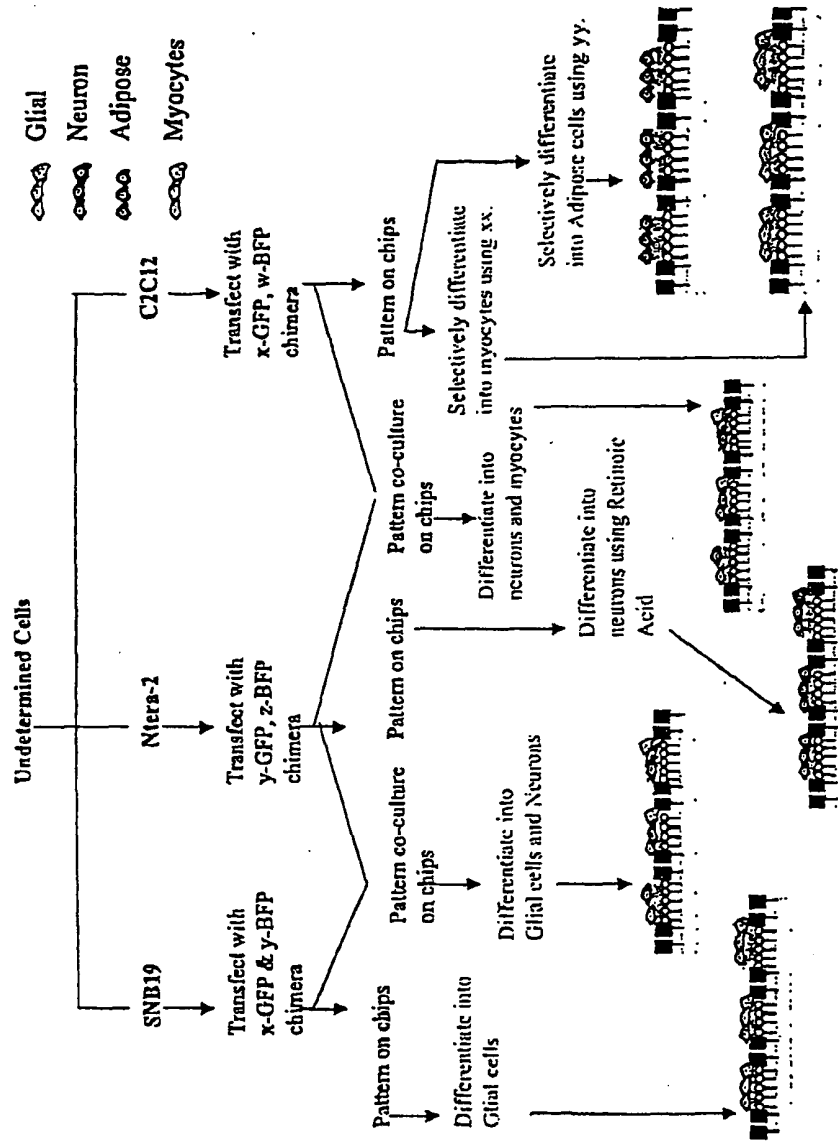 Undetermined Cells
Glial
Neuron
Adipose
Myocytes
SNB19
Ntera-2
C2C12
Transfect with
x-GFP & y-BFP
chimera
Transfect with
y-GFP, z-BFP
chimera
Transfect with
x-GFP, w-BFP
chimera
Pattern on chips
Pattern co-culture
on chips
Pattern on chips
Pattern co-culture
on chips
Pattern on chips
Differentiate into
Glial cells
Differentiate into
Glial cells and Neurons
Differentiate into
neurons using Retinoic
Acid
Differentiate into
neurons and myocytes
Selectively differentiate
into myocytes using xx.
Selectively differentiate
into Adipose cells using yy.